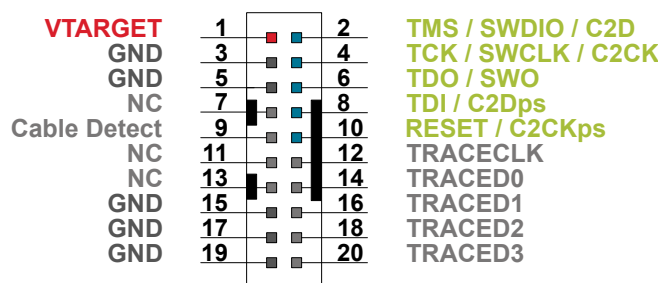 VTARGET 1 2 TMS / SWDIO / C2D
GND 3 4 TCK / SWCLK / C2CK
GND 5 6 TDO / SWO
NC 7 8 TDI / C2Dps
Cable Detect 9 10 RESET / C2CKps
NC 11 12 TRACECLK
NC 13 14 TRACED0
GND 15 16 TRACED1
GND 17 18 TRACED2
GND 19 20 TRACED3